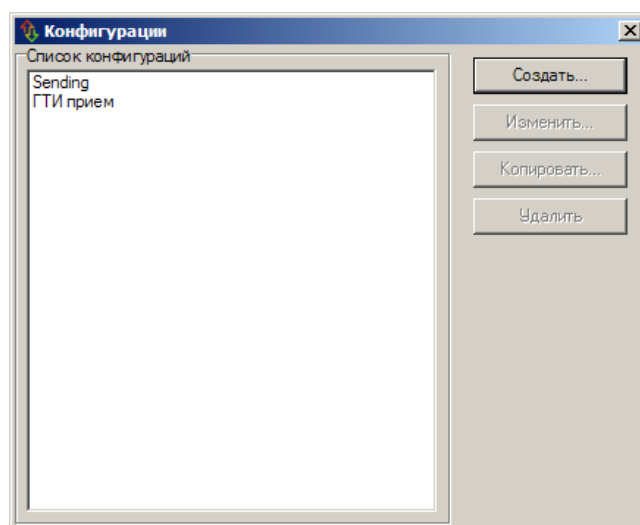 Конфигурации
Список конфигураций
Sending
ГТИ прием
Создать...
Изменить...
Копировать...
Удалить